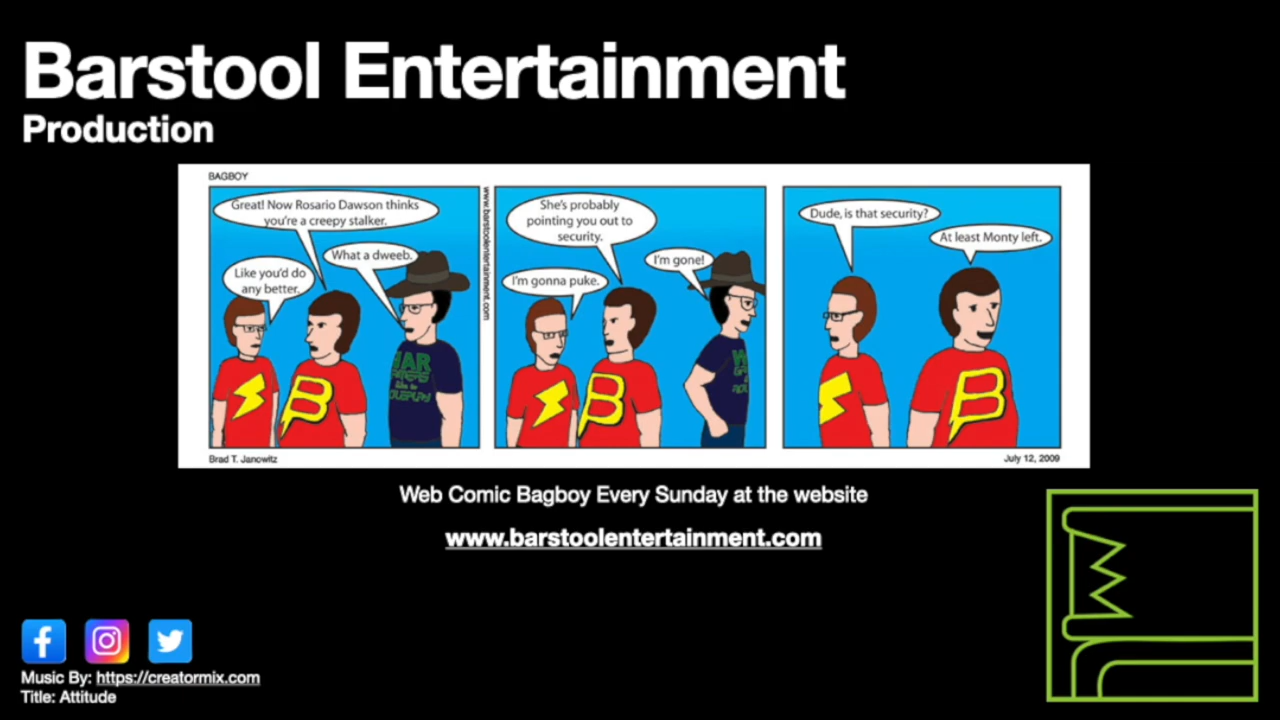 Barstool Entertainment
Production
BAGBOY
Great! Now Rosario Dawson thinks
you're a creepy stalker.
What a dweeb.
Like you'd do
any better.
www.barstoolentertainment.com
She's probably
pointing you out to
security.
I'm gone!
I'm gonna puke.
Dude, is that security?
At least Monty left.
B
B
B
Brad T. Janowitz
July 12, 2009
Web Comic Bagboy Every Sunday at the website
www.barstoolentertainment.com
Music By: https://creatormix.com
Title: Attitude